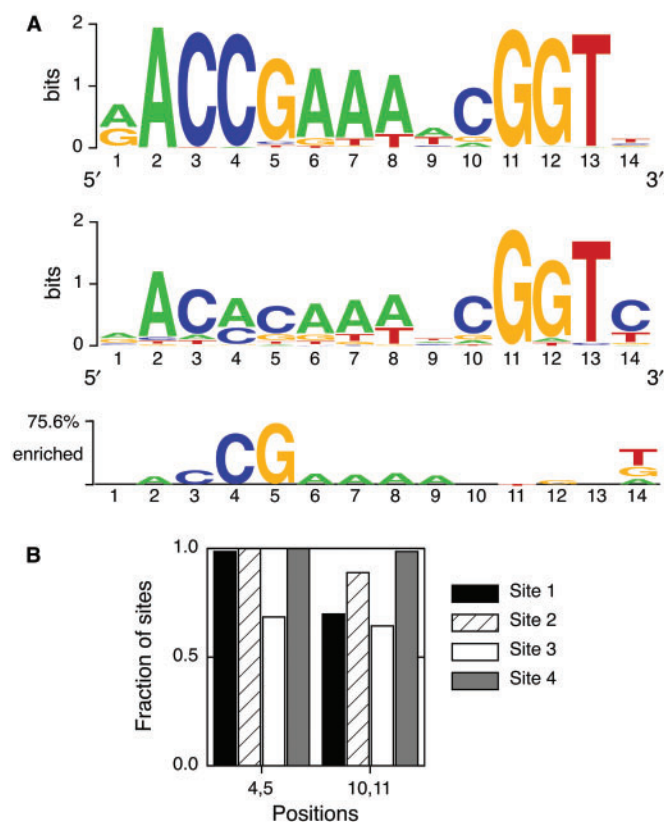 A
2
bits
1
0
AACCGAAAACGGT
G T C T
1 2 3 4 5 6 7 8 9 10 11 12 13 14
5′ 3′
2
bits
1
0
AACACAAA CGGTC
C T T
1 2 3 4 5 6 7 8 9 10 11 12 13 14
5′ 3′
75.6%
enriched
ACCGAAAA T
G
A
1 2 3 4 5 6 7 8 9 10 11 12 13 14
B
Fraction of sites
1.0
0.5
0.0
4,5 10,11
Positions
Site 1
Site 2
Site 3
Site 4